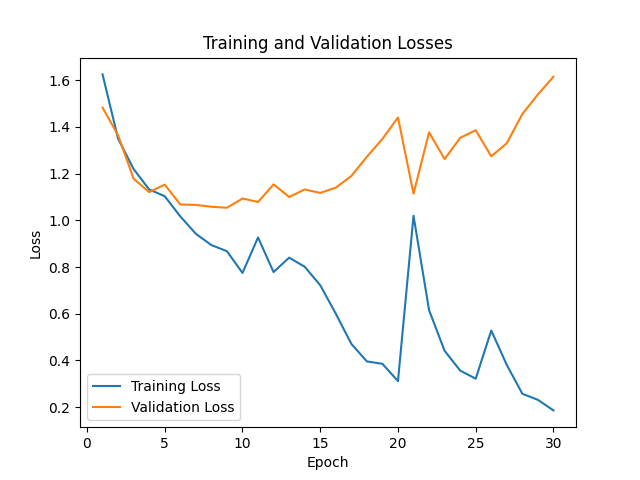 Training and Validation Losses
1.6
1.4
1.2
1.0
0.8
0.6
0.4
0.2
Loss
Training Loss
Validation Loss
0 5 10 15 20 25 30
Epoch